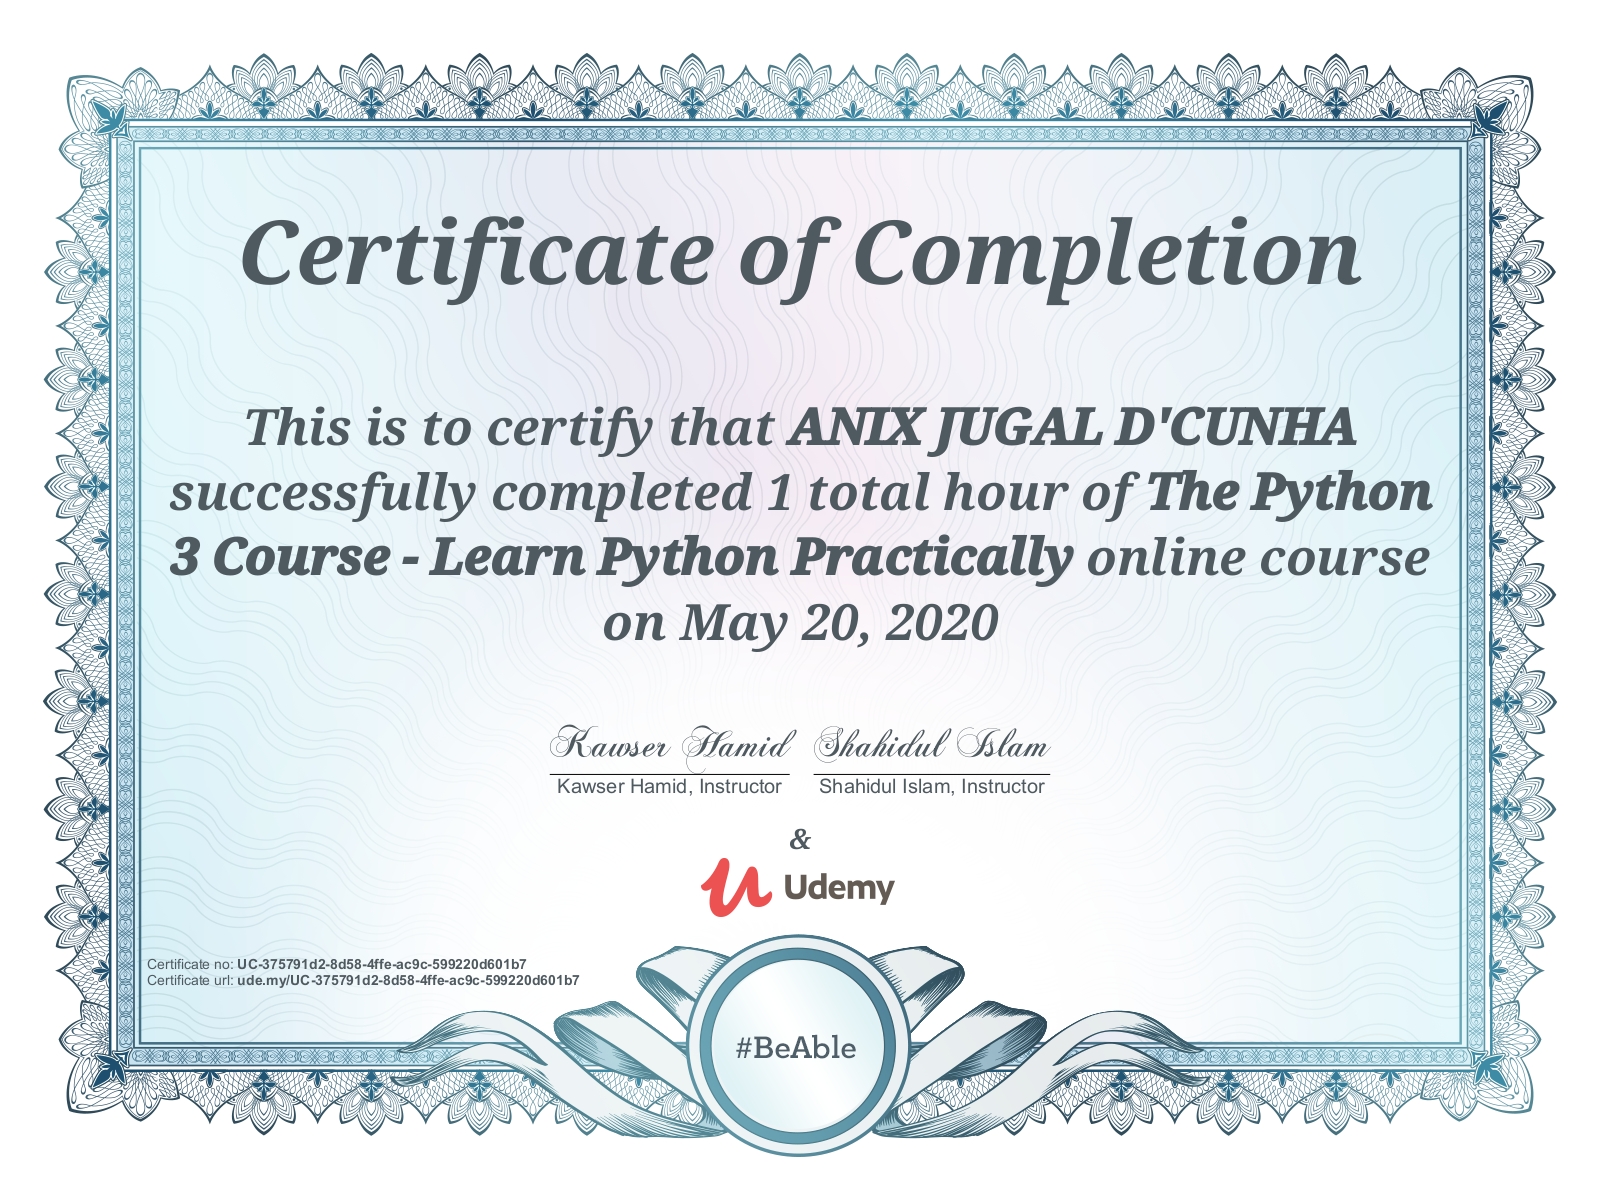 Certificate of Completion
This is to certify that ANIX JUGAL D'CUNHA
successfully completed 1 total hour of The Python
3 Course - Learn Python Practically online course
on May 20, 2020
Kawser Hamid Shahidul Islam
Kawser Hamid, Instructor Shahidul Islam, Instructor
&
Udemy
Certificate no: UC-375791d2-8d58-4ffe-ac9c-599220d601b7
Certificate url: ude.my/UC-375791d2-8d58-4ffe-ac9c-599220d601b7
#BeAble